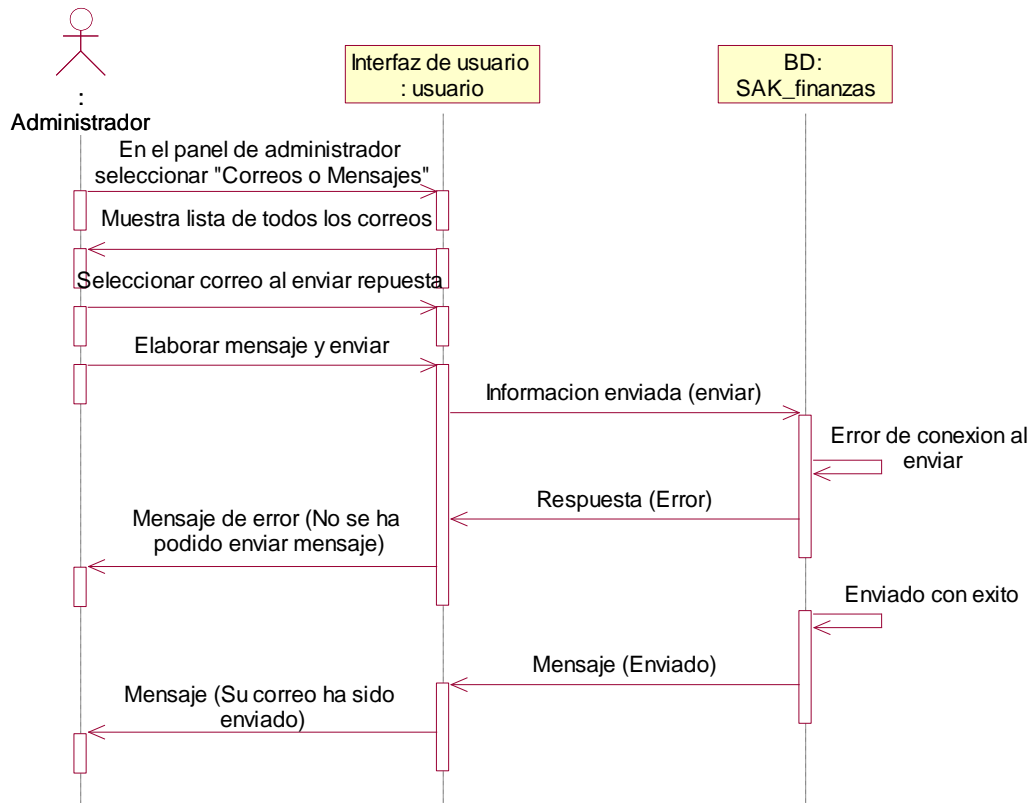 :
Administrador
Interfaz de usuario
: usuario
BD:
SAK_finanzas
En el panel de administrador
seleccionar "Correos o Mensajes"
Muestra lista de todos los correos
Seleccionar correo al enviar repuesta
Elaborar mensaje y enviar
Informacion enviada (enviar)
Error de conexion al
enviar
Respuesta (Error)
Mensaje de error (No se ha
podido enviar mensaje)
Enviado con exito
Mensaje (Enviado)
Mensaje (Su correo ha sido
enviado)